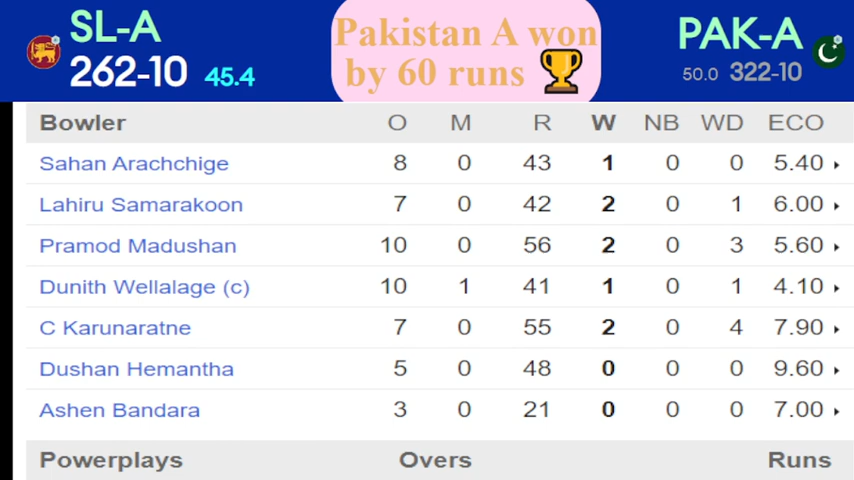 SL-A
262-10 45.4
Pakistan A won
by 60 runs
PAK-A
50.0 322-10
Bowler O M R W NB WD ECO
Sahan Arachchige 8 0 43 1 0 0 5.40
Lahiru Samarakoon 7 0 42 2 0 1 6.00
Pramod Madushan 10 0 56 2 0 3 5.60
Dunith Wellalage (c) 10 1 41 1 0 1 4.10
C Karunaratne 7 0 55 2 0 4 7.90
Dushan Hemantha 5 0 48 0 0 0 9.60
Ashen Bandara 3 0 21 0 0 0 7.00
Powerplays Overs Runs